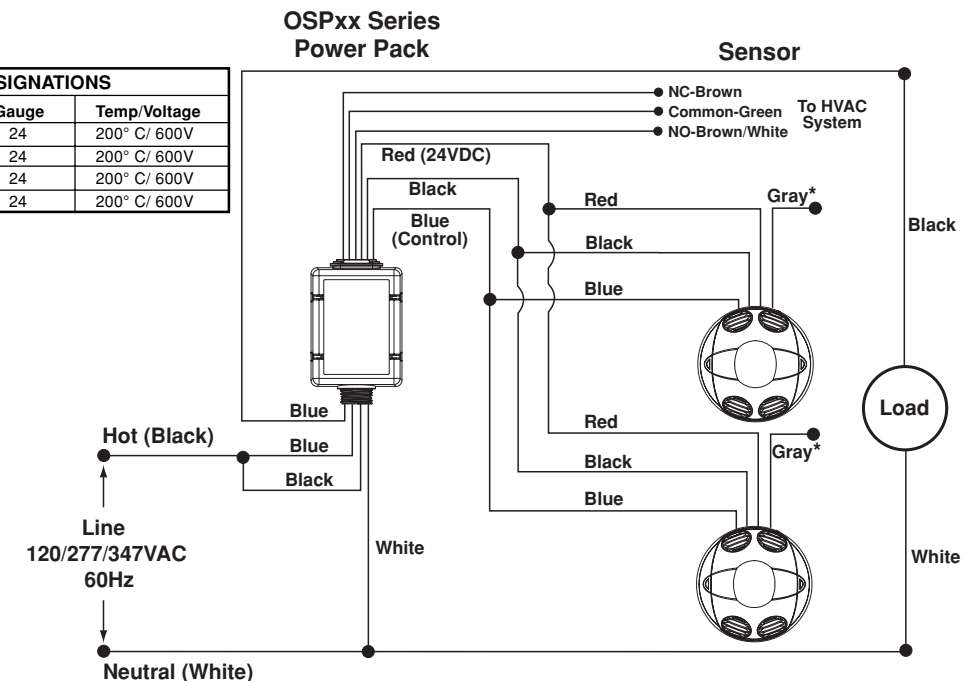 OSPxx Series
Power Pack
Sensor
SIGNATIONS
Gauge Temp/Voltage
24 200° C/ 600V
24 200° C/ 600V
24 200° C/ 600V
24 200° C/ 600V
NC-Brown
Common-Green
NO-Brown/White
To HVAC
System
Red (24VDC)
Black
Blue
(Control)
Red
Gray*
Black
Blue
Black
Load
Blue
Hot (Black)
Blue
Black
Red
Gray*
Black
Blue
Line
120/277/347VAC
60Hz
White
White
Neutral (White)